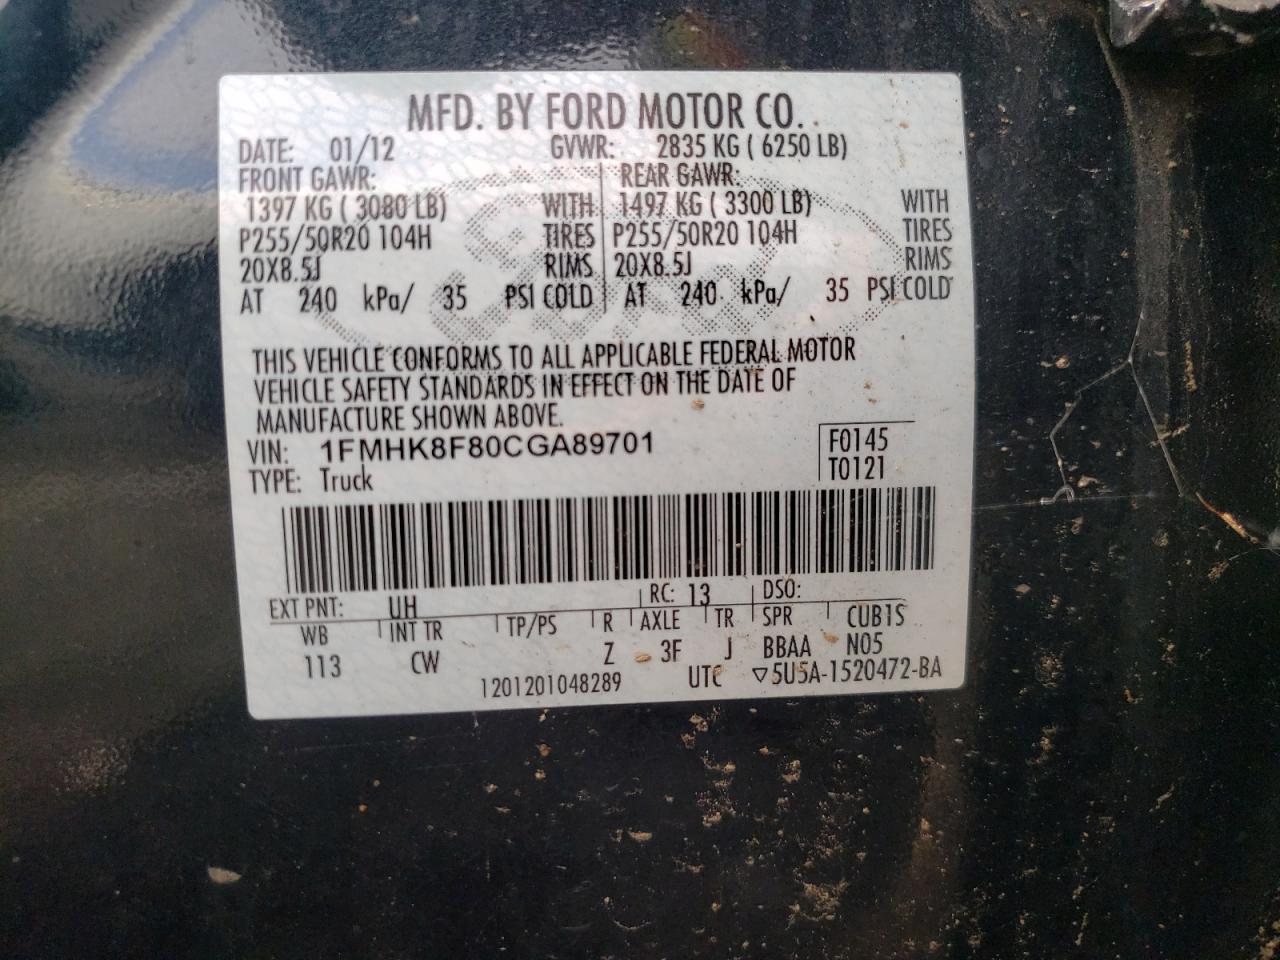 MFD. BY FORD MOTOR CO.
DATE: 01/12 GVWR: 2835 KG ( 6250 LB)
FRONT GAWR: REAR GAWR:
1397 KG ( 3080 LB) WITH 1497 KG ( 3300 LB) WITH
P255/50R20 104H TIRES P255/50R20 104H TIRES
20X8.5J RIMS 20X8.5J RIMS
AT 240 kPa/ 35 PSI COLD AT 240 kPa/ 35 PSI COLD
THIS VEHICLE CONFORMS TO ALL APPLICABLE FEDERAL MOTOR
VEHICLE SAFETY STANDARDS IN EFFECT ON THE DATE OF
MANUFACTURE SHOWN ABOVE.
VIN: 1FMHK8F80CGA89701 F0145
TYPE: Truck T0121
EXT PNT: UH RC: 13 DSO:
WB INT TR TP/PS R AXLE TR SPR CUB1S
113 CW Z 3F J BBAA N05
1201201048289 UTC ▽5U5A-1520472-BA